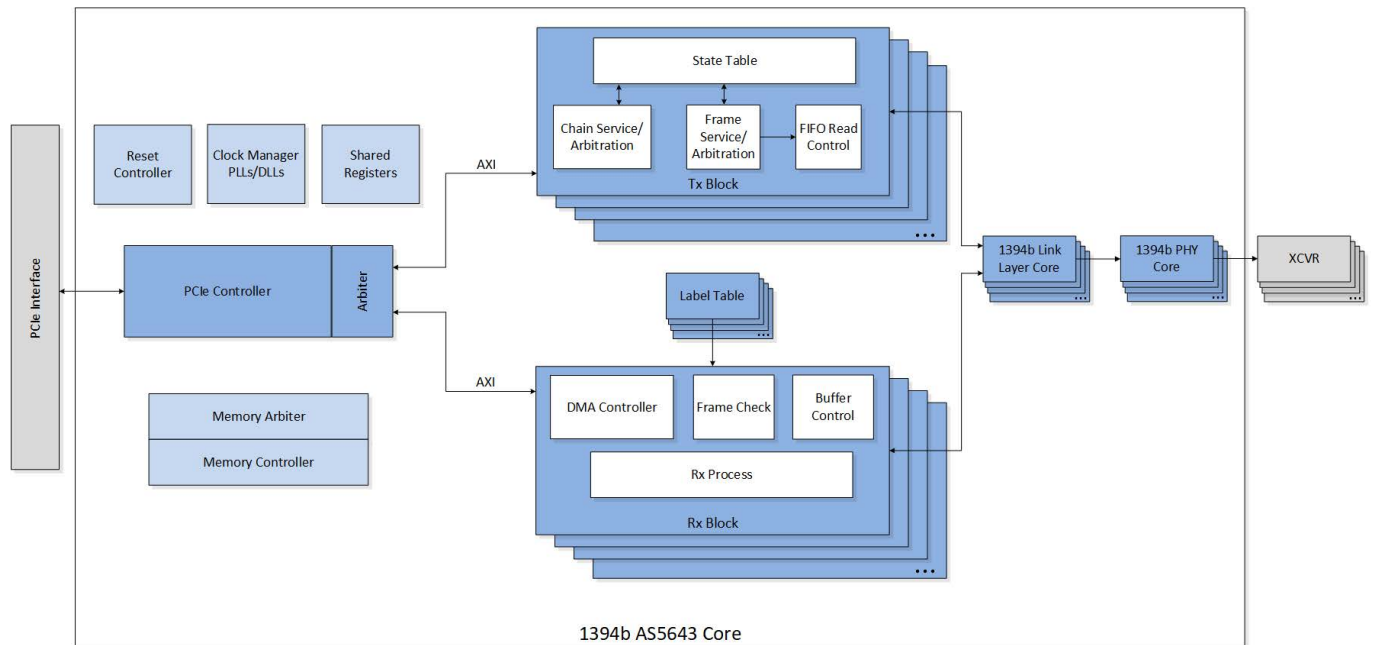 State Table
Chain Service/
Arbitration
Frame
Service/
Arbitration
FIFO Read
Control
Tx Block
...
Reset
Controller
Clock Manager
PLLs/DLLs
Shared
Registers
AXI
PCIe Interface
PCIe Controller
Arbiter
1394b Link
Layer Core
...
1394b PHY
Core
...
XCVR
...
Label Table
...
AXI
DMA Controller
Frame Check
Buffer
Control
Rx Process
Rx Block
...
Memory Arbiter
Memory Controller
1394b AS5643 Core